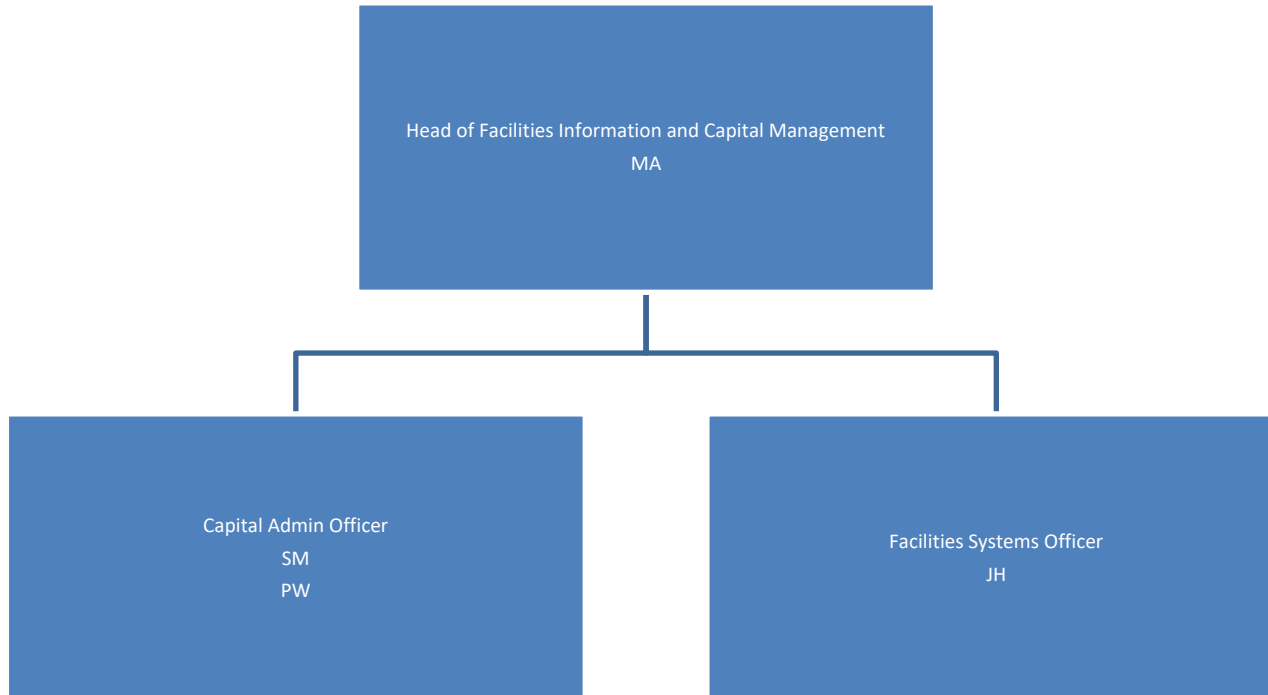 Head of Facilities Information and Capital Management
MA
Capital Admin Officer
SM
PW
Facilities Systems Officer
JH